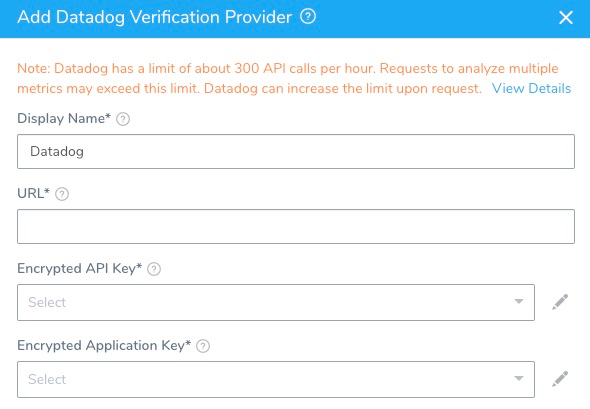 Add Datadog Verification Provider ?
Note: Datadog has a limit of about 300 API calls per hour. Requests to analyze multiple
metrics may exceed this limit. Datadog can increase the limit upon request. View Details
Display Name* ?
Datadog
URL* ?
Encrypted API Key* ?
Select
Encrypted Application Key* ?
Select